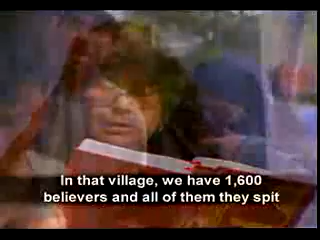 In that village, we have 1,600
believers and all of them they spit